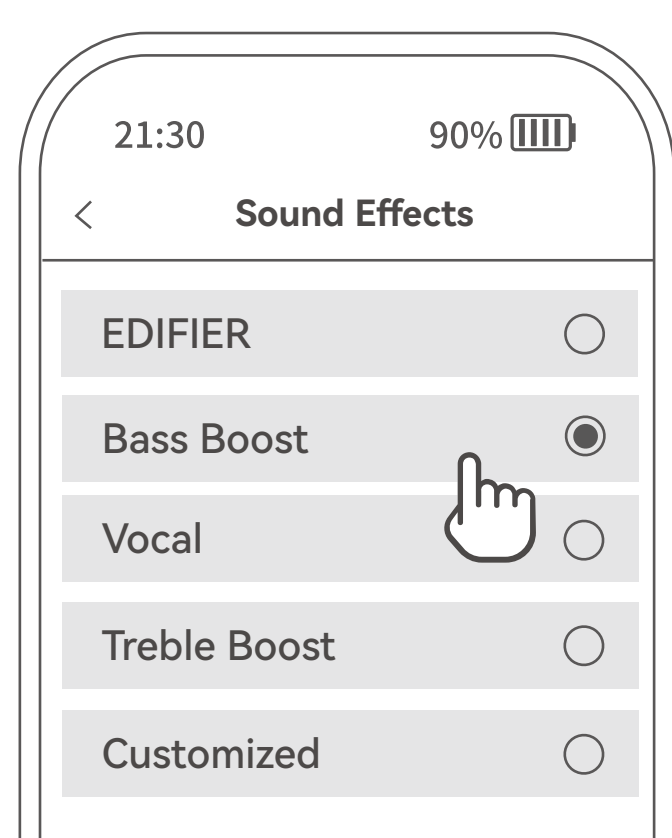 21:30 90%
Sound Effects
EDIFIER
Bass Boost
Vocal
Treble Boost
Customized